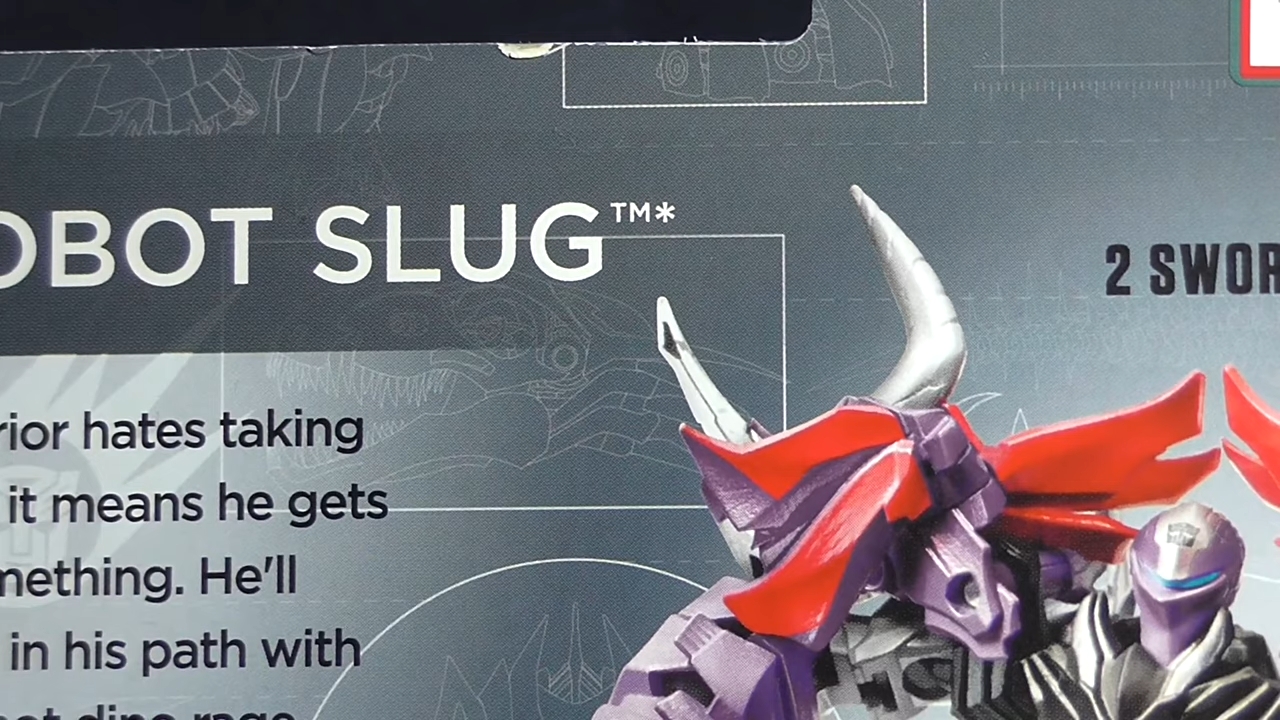 OBOT SLUG™*
2 SWOR
rior hates taking
it means he gets
mething. He'll
in his path with